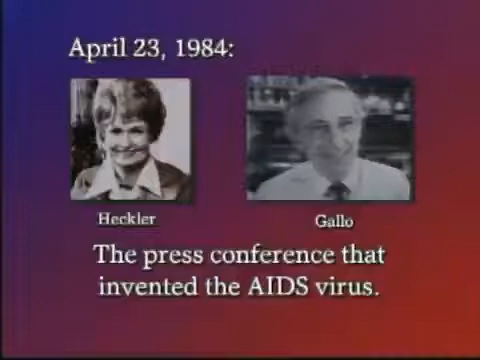 April 23, 1984:
Heckler
Gallo
The press conference that
invented the AIDS virus.